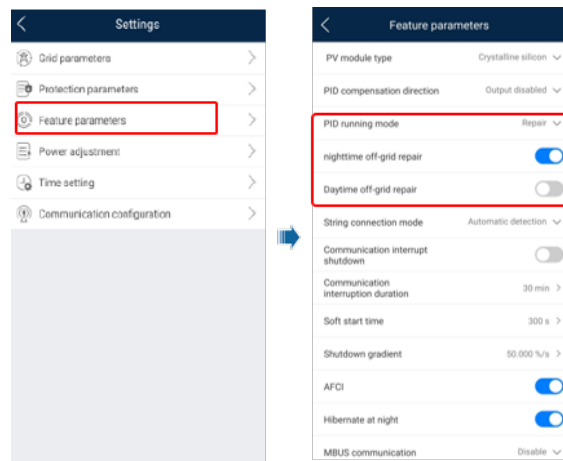 Settings
Grid parameters
Protection parameters
Feature parameters
Power adjustment
Time setting
Communication configuration
Feature parameters
PV module type
Crystalline silicon
PID compensation direction
Output disabled
PID running mode
Repair
nighttime off-grid repair
Daytime off-grid repair
String connection mode
Automatic detection
Communication interrupt
shutdown
Communication
interruption duration
30 min
Soft start time
300 s
Shutdown gradient
50.000 %/s
AFCI
Hibernate at night
MBUS communication
Disable